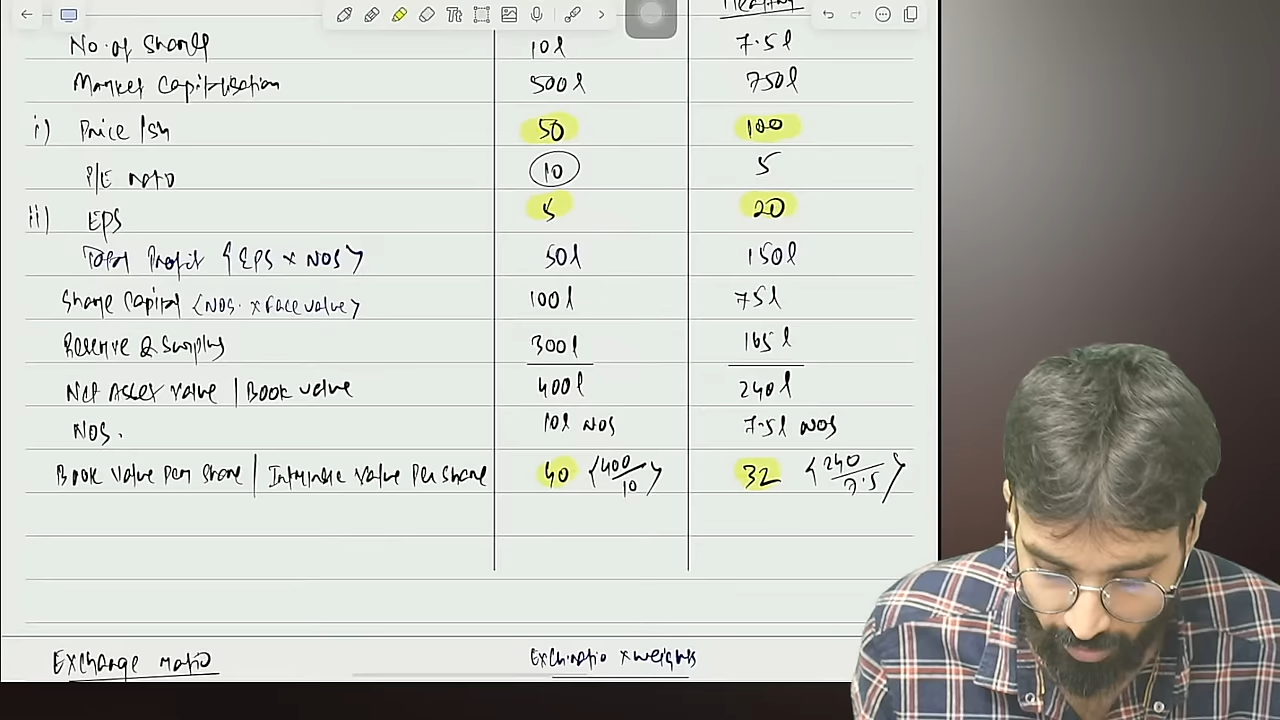 No. of Share 10l 7.5l
Market Capitalisation 500l 750l
i) Price /Sh 50 100
P/E ratio 10 5
ii) EPS 5 20
Total Profit {EPS x NOS} 50l 150l
Share Capital {NOS. x Face value} 100l 75l
Reserve & Surplus 300l 165l
Net Asset Value | Book Value 400l 240l
NOS. 10l NOS 7.5l NOS
Book Value Per Share | Intrinsic Value Per Share 40 {400/10} 32 {240/7.5}
Exchange ratio Exch. ratio x weights